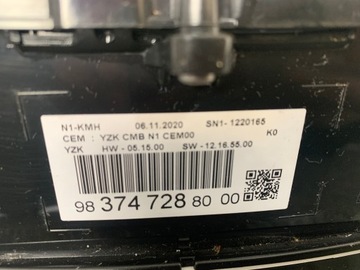 N1-KMH 06.11.2020 SN1- 1220165
CEM : YZK CMB N1 CEM00 K0
YZK HW - 05.15.00 SW - 12.16.55.00
98 374 728 80 00